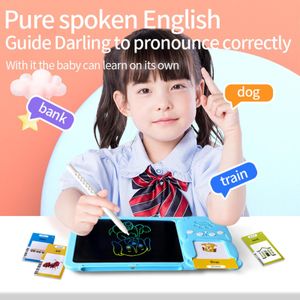 Pure spoken English
Guide Darling to pronounce correctly
With it the baby can learn on its own
dog
bank
train